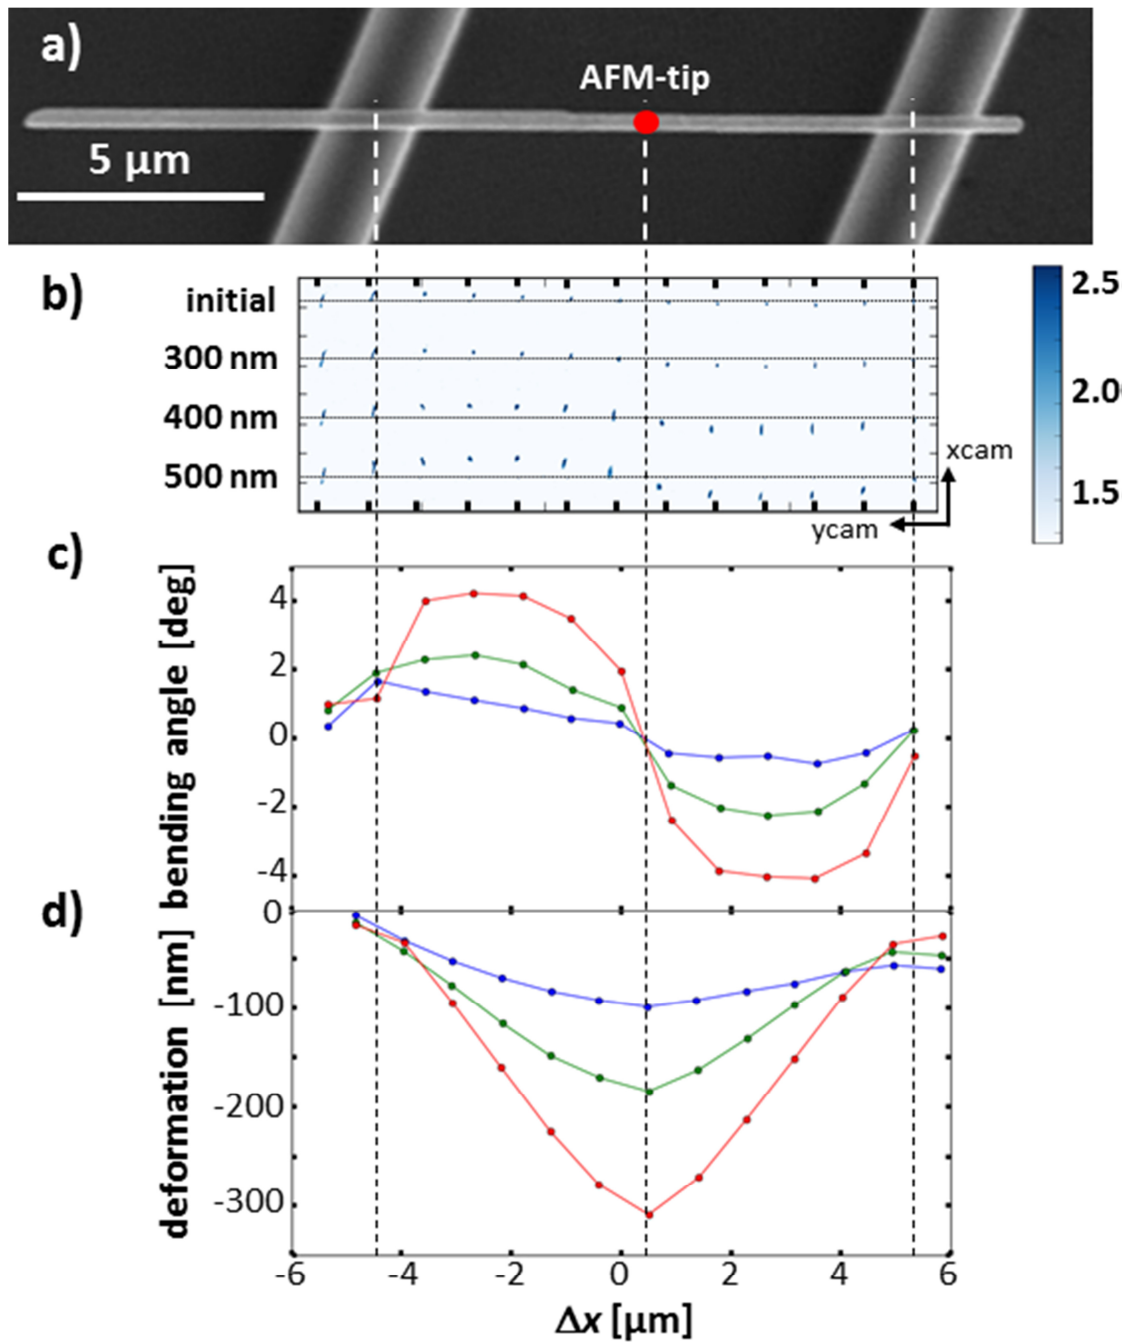 a)
AFM-tip
5 µm
b)
initial
300 nm
400 nm
500 nm
2.5
2.0
1.5
xcam
ycam
c)
bending angle [deg]
4
2
0
-2
-4
d)
deformation [nm]
0
-100
-200
-300
-6 -4 -2 0 2 4 6
Δx [µm]